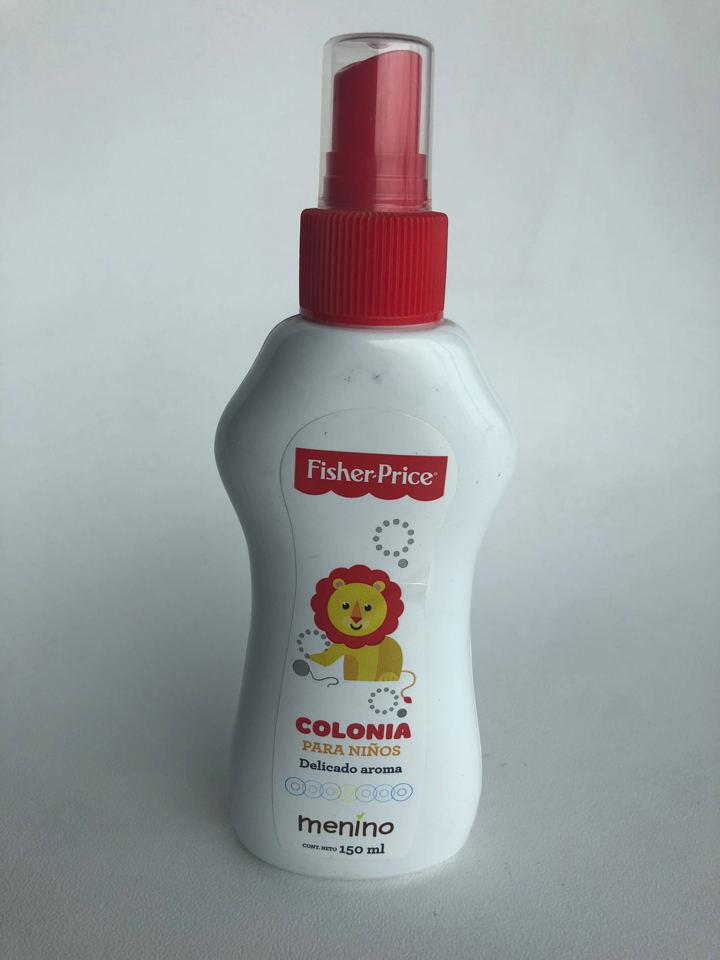 Fisher-Price®
COLONIA
PARA NIÑOS
Delicado aroma
menino
CONT. NETO 150 ml